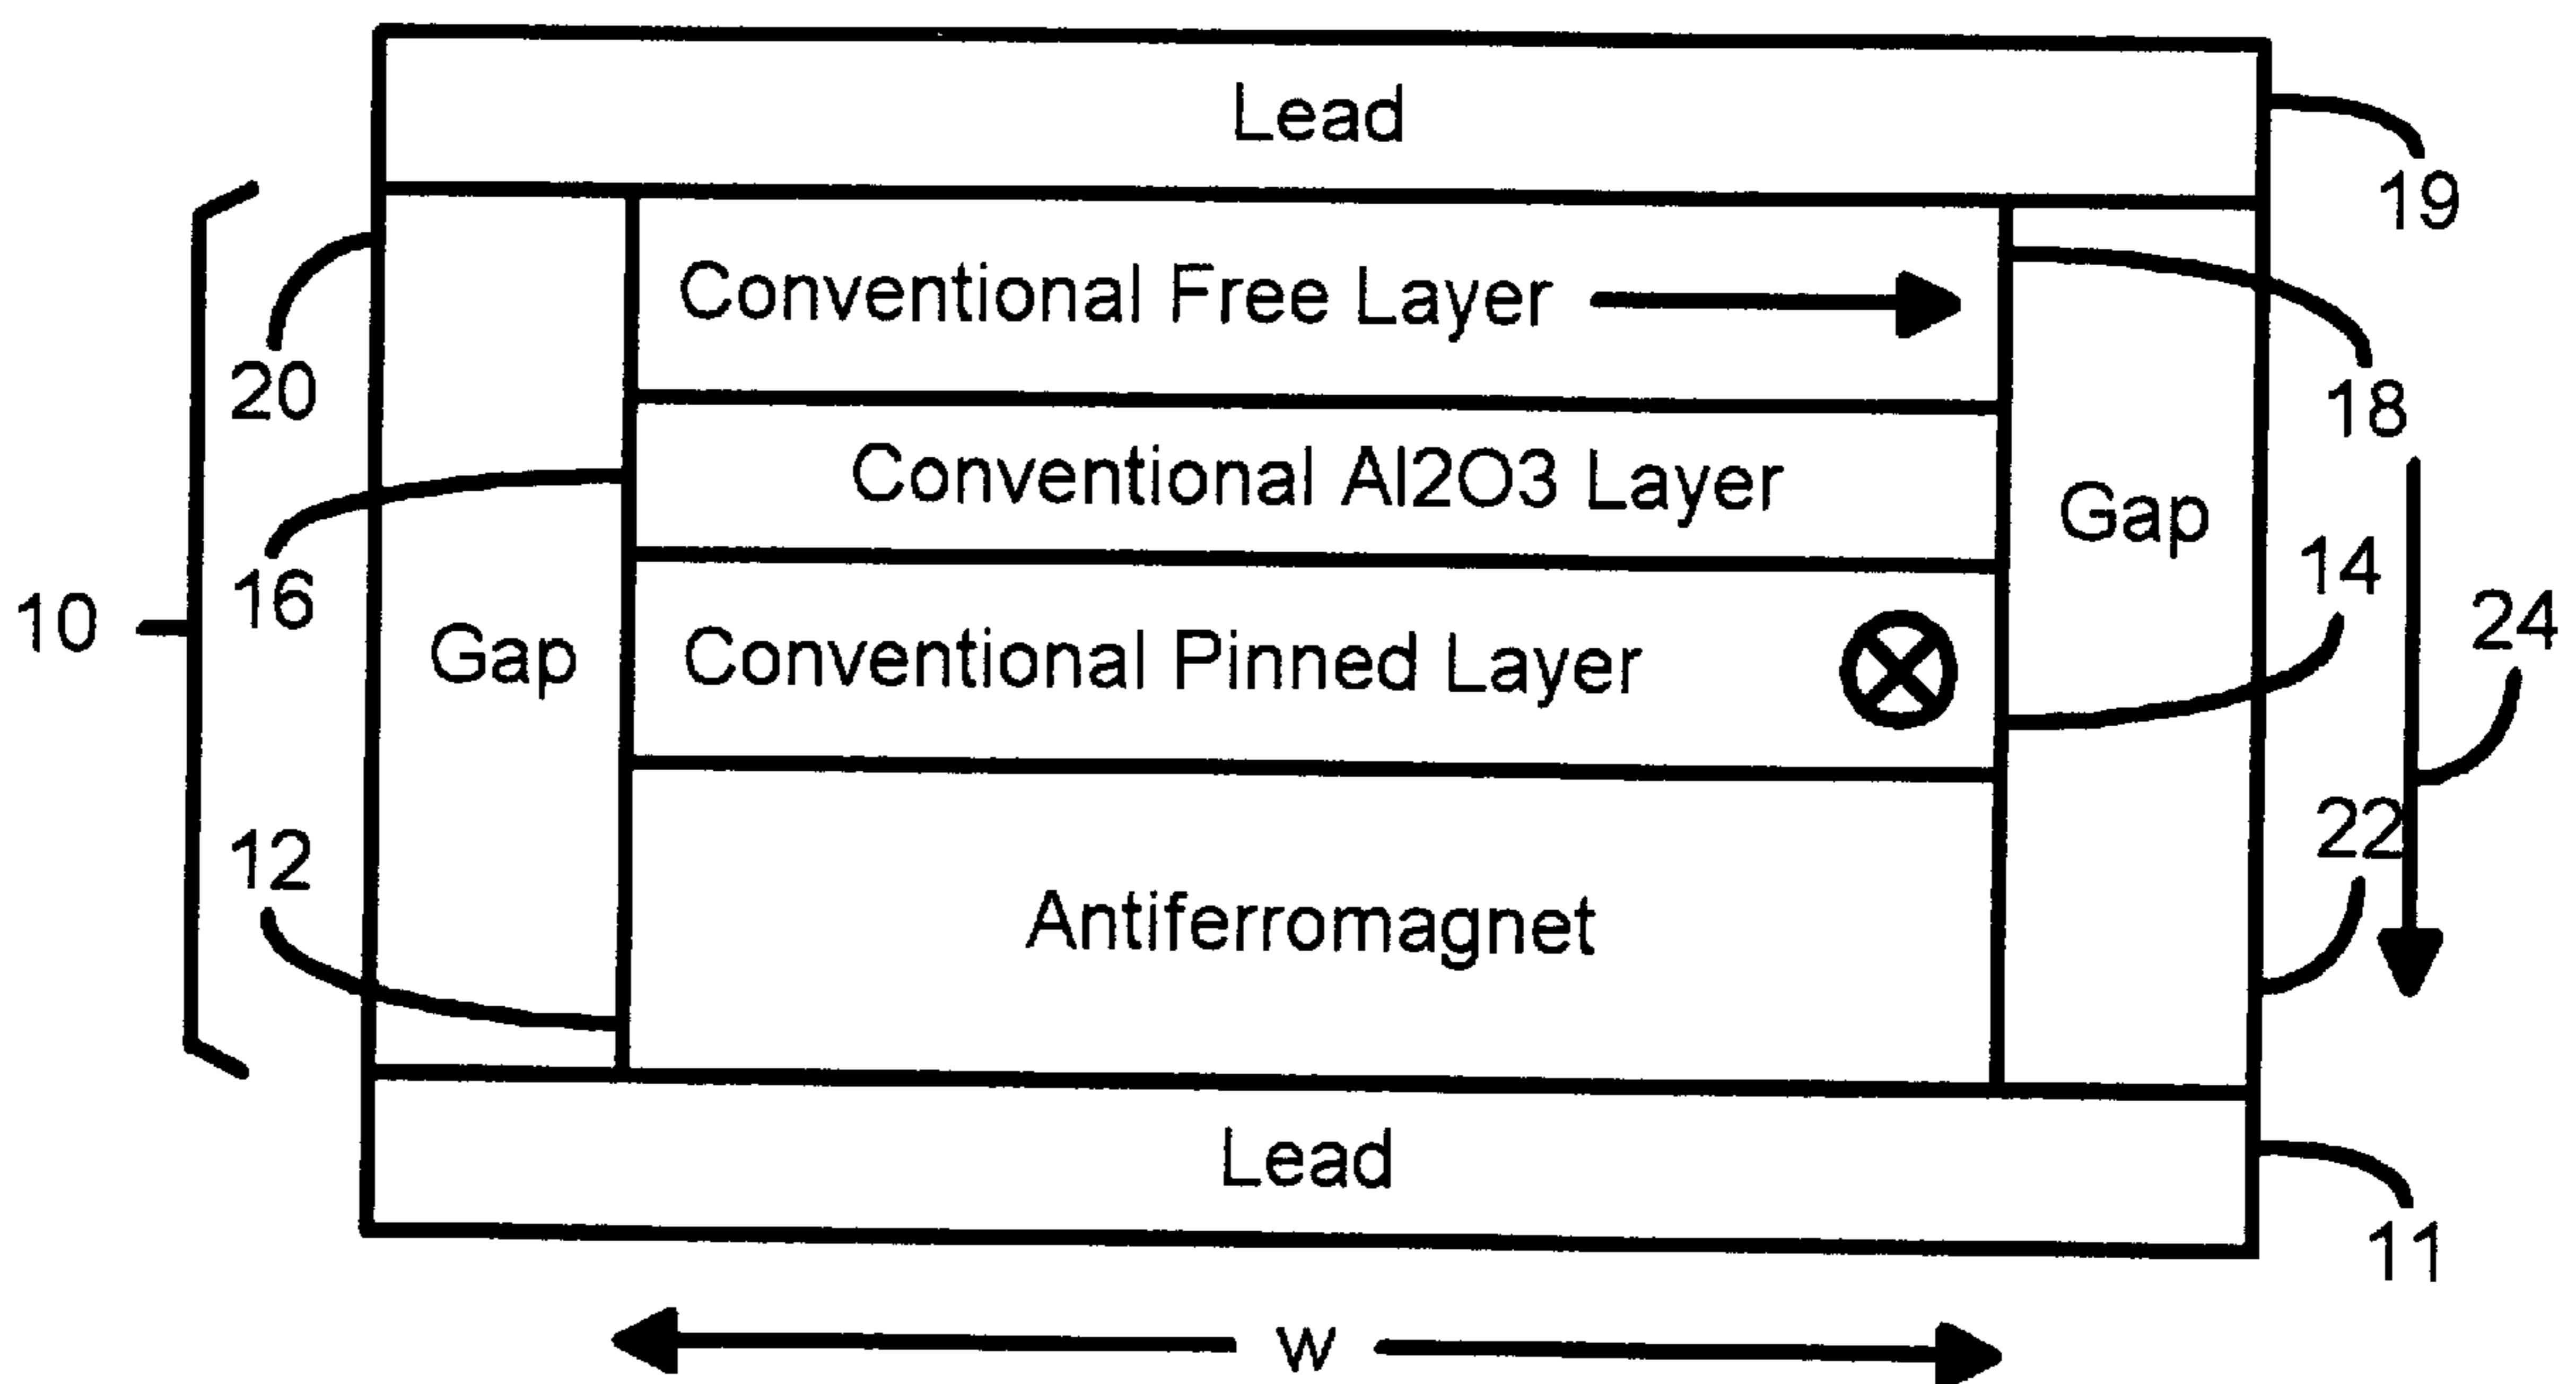 Lead
19
Conventional Free Layer
20
18
Conventional Al2O3 Layer
Gap
16
14
10
Gap
Conventional Pinned Layer
24
12
22
Antiferromagnet
Lead
11
w